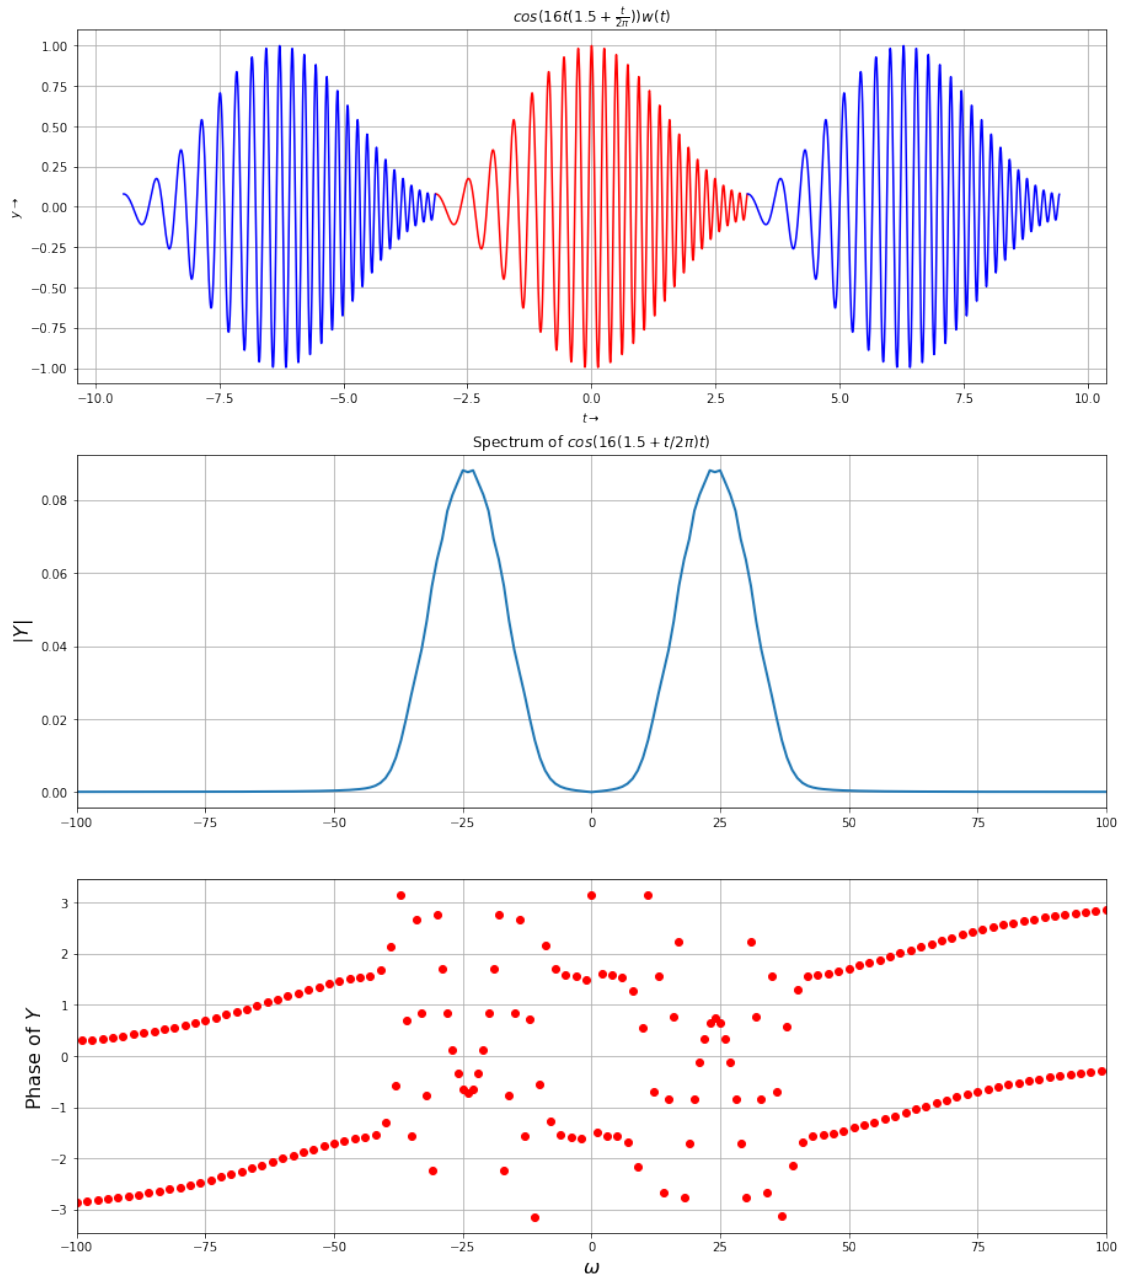 cos(16t(1.5 + t/2π))w(t)
1.00
0.75
0.50
0.25
0.00
−0.25
−0.50
−0.75
−1.00
y→
−10.0 −7.5 −5.0 −2.5 0.0 2.5 5.0 7.5 10.0
t→
Spectrum of cos(16(1.5 + t/2π)t)
0.08
0.06
0.04
0.02
0.00
|Y|
−100 −75 −50 −25 0 25 50 75 100
3
2
1
0
−1
−2
−3
Phase of Y
−100 −75 −50 −25 0 25 50 75 100
ω